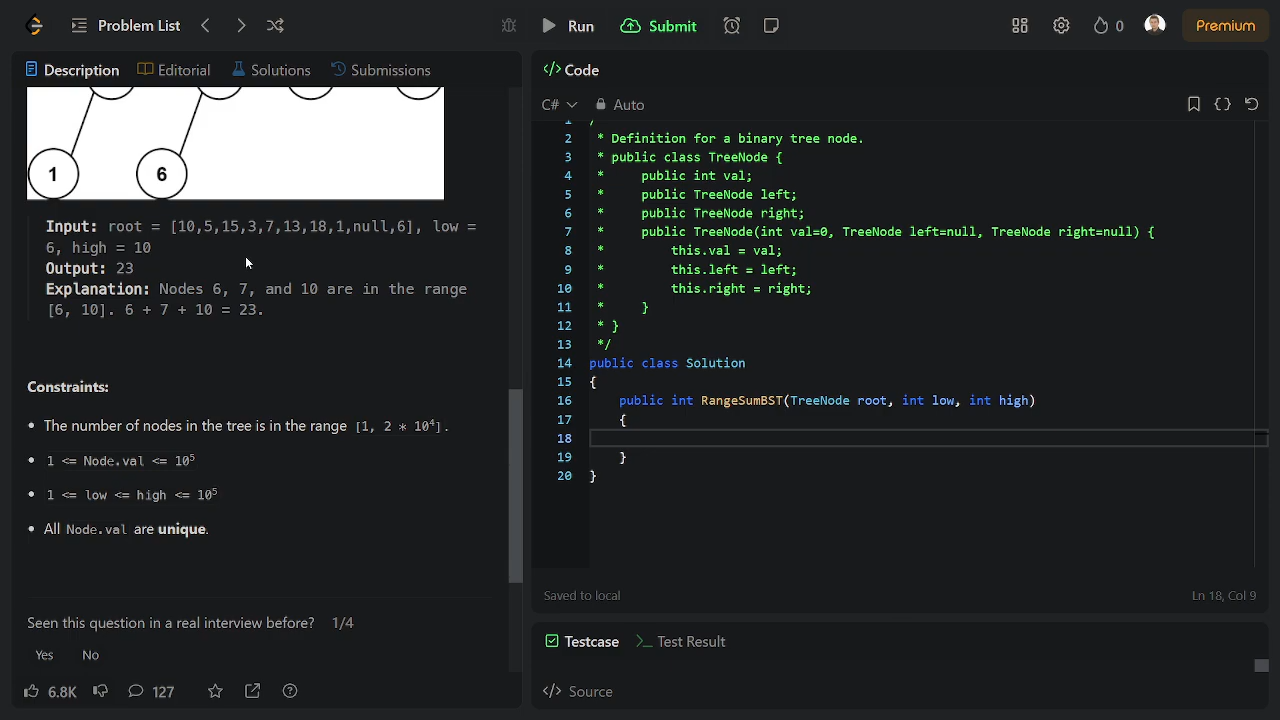 Problem List
Run
Submit
0
Premium
Description
Editorial
Solutions
Submissions
1
6
Input: root = [10,5,15,3,7,13,18,1,null,6], low =
6, high = 10
Output: 23
Explanation: Nodes 6, 7, and 10 are in the range
[6, 10]. 6 + 7 + 10 = 23.
Constraints:
• The number of nodes in the tree is in the range [1, 2 * 10⁴].
• 1 <= Node.val <= 10⁵
• 1 <= low <= high <= 10⁵
• All Node.val are unique.
Seen this question in a real interview before? 1/4
Yes No
6.8K
127
</> Code
C# Auto
1
2 * Definition for a binary tree node.
3 * public class TreeNode {
4 *     public int val;
5 *     public TreeNode left;
6 *     public TreeNode right;
7 *     public TreeNode(int val=0, TreeNode left=null, TreeNode right=null) {
8 *         this.val = val;
9 *         this.left = left;
10 *         this.right = right;
11 *     }
12 * }
13 */
14 public class Solution
15 {
16     public int RangeSumBST(TreeNode root, int low, int high)
17     {
18
19     }
20 }
Saved to local
Ln 18, Col 9
Testcase
>_ Test Result
</> Source